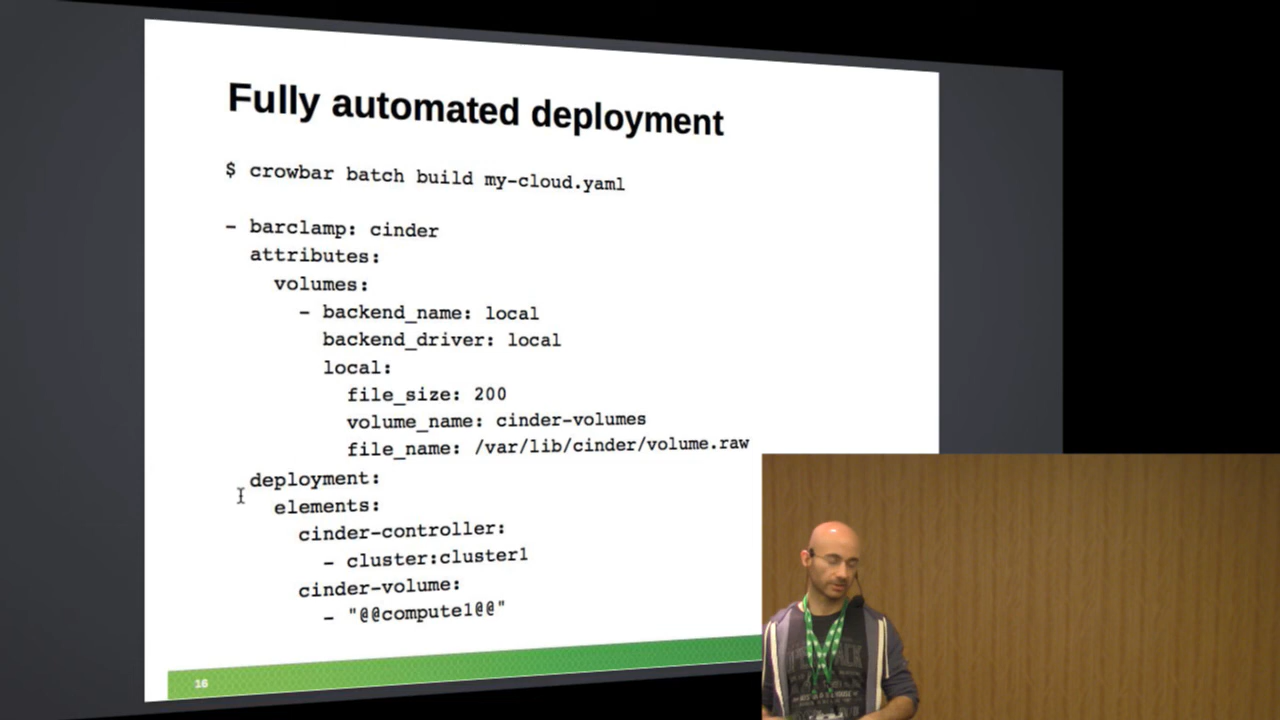 Fully automated deployment
$ crowbar batch build my-cloud.yaml
- barclamp: cinder
attributes:
volumes:
- backend_name: local
backend_driver: local
local:
file_size: 200
volume_name: cinder-volumes
file_name: /var/lib/cinder/volume.raw
deployment:
elements:
cinder-controller:
- cluster:cluster1
cinder-volume:
- "@@compute1@@"
16